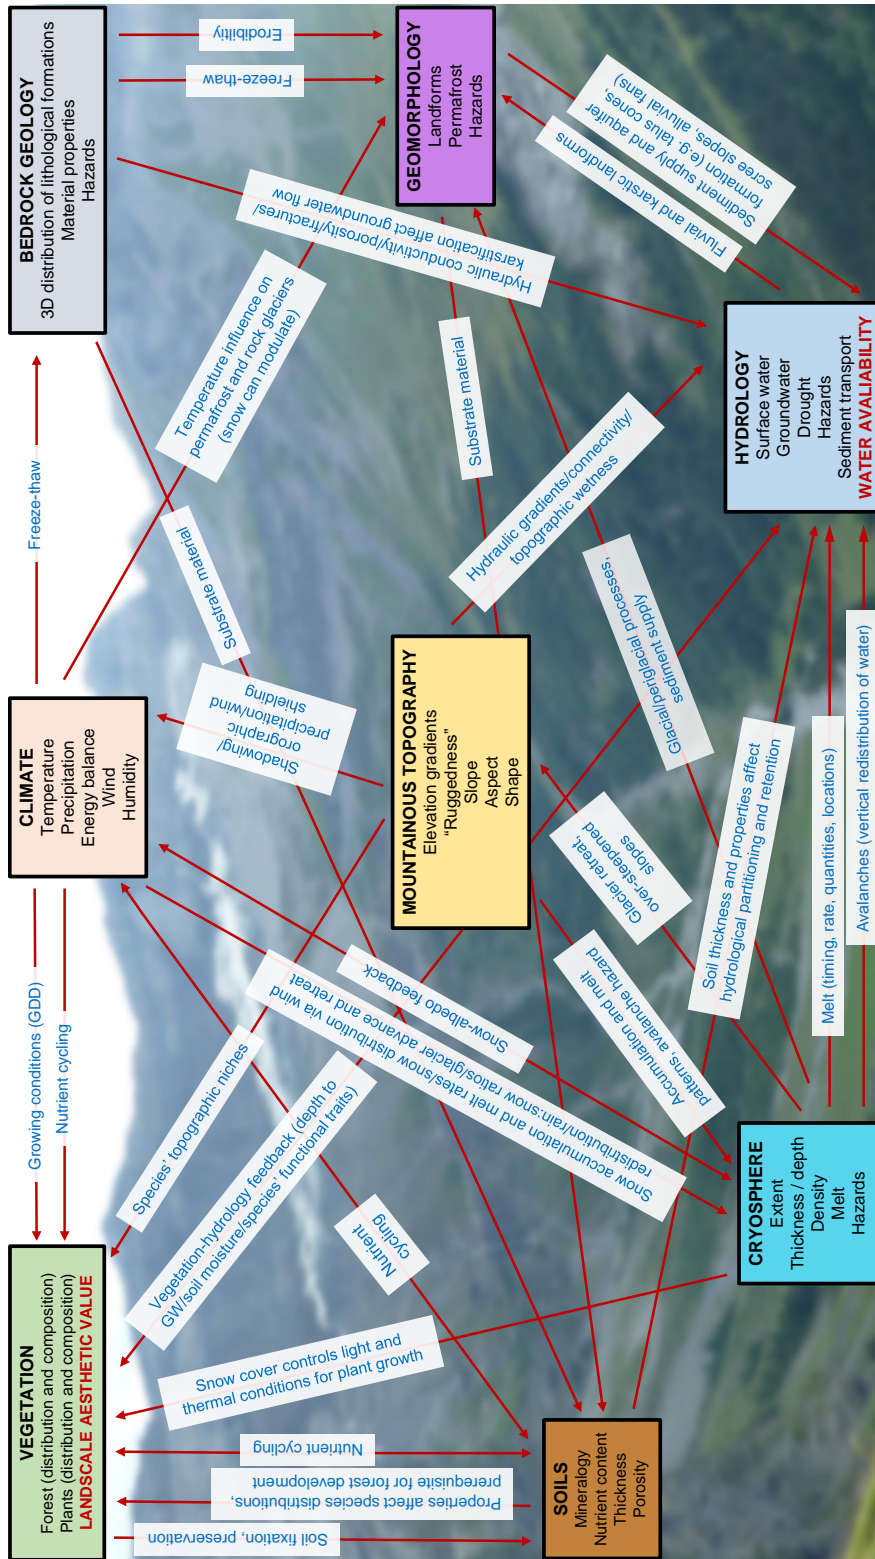 VEGETATION
Forest (distribution and composition)
Plants (distribution and composition)
LANDSCALE AESTHETIC VALUE
Growing conditions (GDD)
Nutrient cycling
CLIMATE
Temperature
Precipitation
Energy balance
Wind
Humidity
Freeze-thaw
BEDROCK GEOLOGY
3D distribution of lithological formations
Material properties
Hazards
Species' topographic niches
Vegetation-hydrology feedback (depth to
GW/soil moisture/species' functional traits)
Snow cover controls light and
thermal conditions for plant growth
Nutrient cycling
Properties affect species distributions,
prerequisite for forest development
Soil fixation, preservation
Nutrient
cycling
Snow-albedo feedback
Snow accumulation and melt rates/snow distribution via wind
redistribution/rain:snow ratios/glacier advance and retreat
Shadowing/
orographic
precipitation/wind
shielding
Substrate material
Temperature influence on
permafrost and rock glaciers
(snow can modulate)
Erodibitliy
Freeze-thaw
Hydraulic conductivity/porosity/fractures/
karstification affect groundwater flow
MOUNTAINOUS TOPOGRAPHY
Elevation gradients
“Ruggedness”
Slope
Aspect
Shape
GEOMORPHOLOGY
Landforms
Permafrost
Hazards
Substrate material
Hydraulic gradients/connectivity/
topographic wetness
Glacial/periglacial processes,
sediment supply
Fluvial and karstic landforms
Sediment supply and aquifer
formation (e.g. talus cones,
scree slopes, alluvial fans)
Glacier retreat,
over-steepened
slopes
Accumulation and melt
patterns, avalanche hazard
Soil thickness and properties affect
hydrological partitioning and retention
Melt (timing, rate, quantities, locations)
Avalanches (vertical redistribution of water)
SOILS
Mineralogy
Nutrient content
Thickness
Porosity
CRYOSPHERE
Extent
Thickness / depth
Density
Melt
Hazards
HYDROLOGY
Surface water
Groundwater
Drought
Hazards
Sediment transport
WATER AVALIABILITY